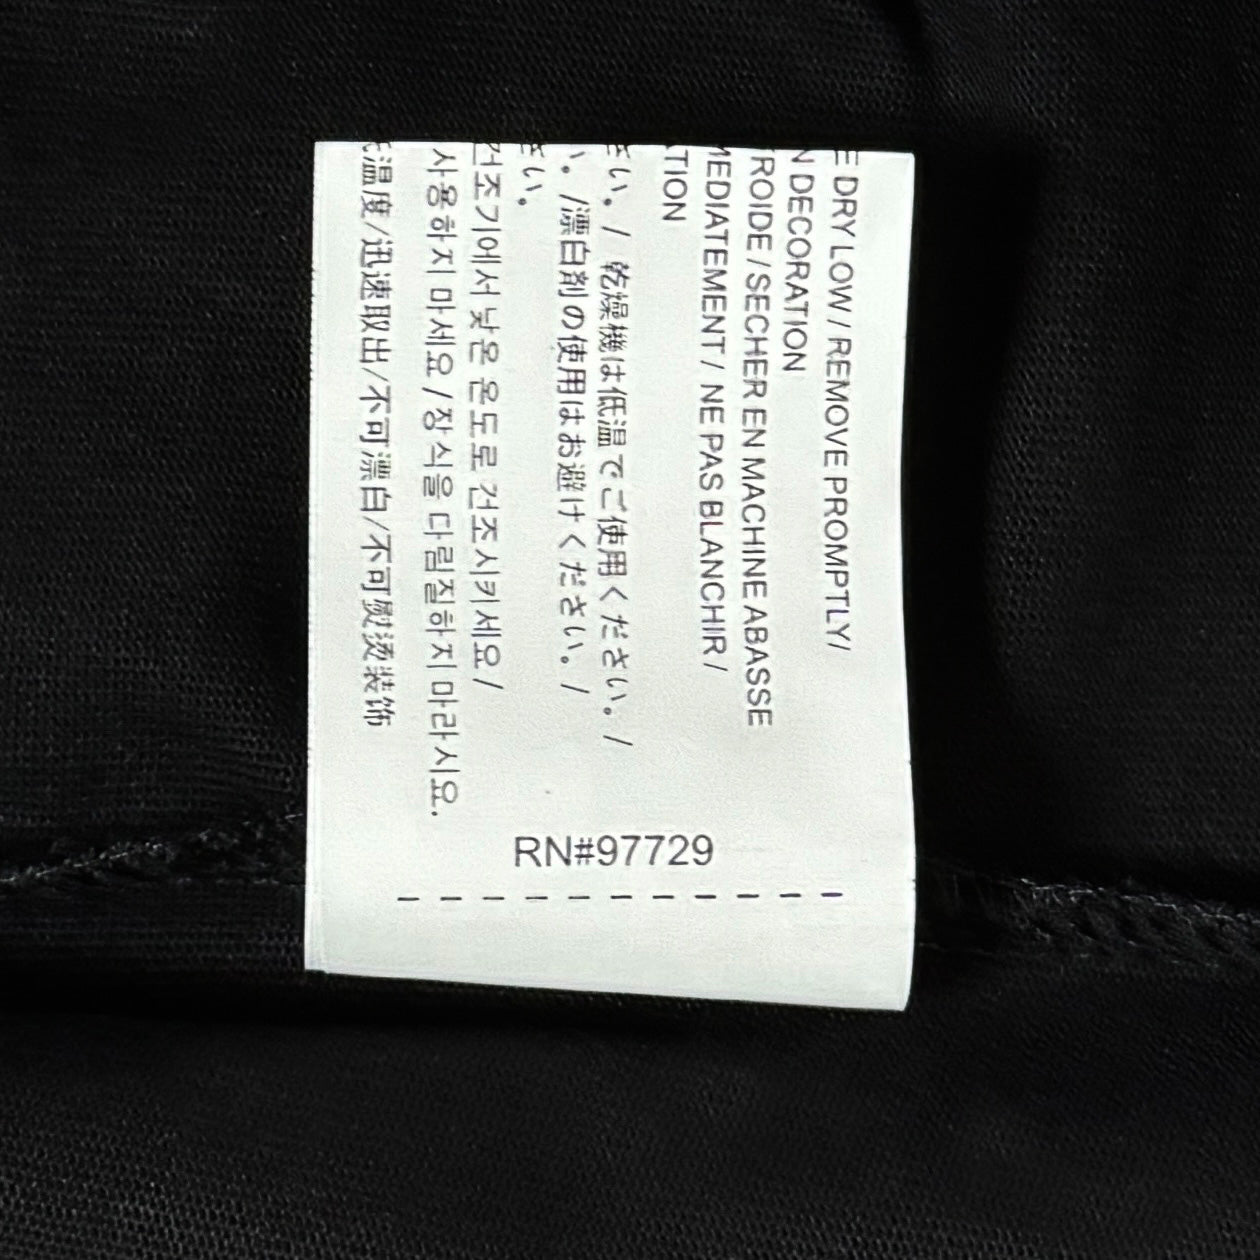 DRY LOW / REMOVE PROMPTLY/
DECORATION
ROIDE / SECHER EN MACHINE A BASSE
MEDIATEMENT / NE PAS BLANCHIR /
ATION
さい。 / 乾燥機は低温でご使用ください。 /
い。 /漂白剤の使用はお避けください。 /
さい。
건조기에서 낮은 온도로 건조시키세요 /
사용하지 마세요 / 장식을 다림질하지 마라시요.
低温度/迅速取出/不可漂白/不可熨烫装饰
RN#97729